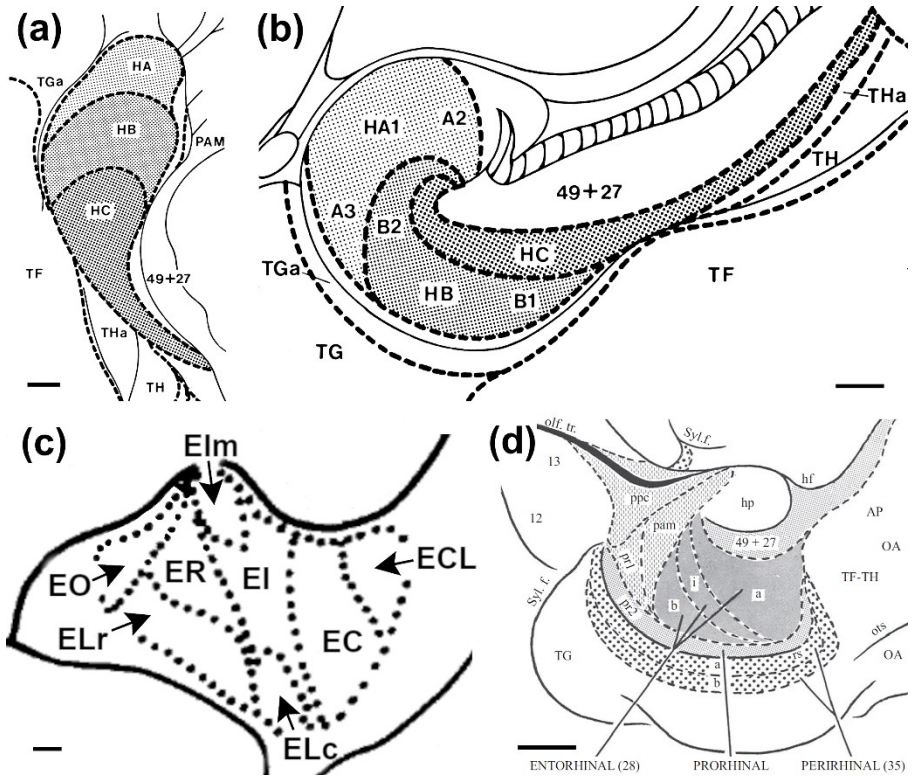 (a)
TGa
HA
HB
PAM
HC
TF
49+27
THa
TH
(b)
HA1
A2
THa
TH
49+27
A3
B2
HC
TGa
HB
B1
TF
TG
(c)
EIm
EO
ER
EI
ECL
ELr
EC
ELc
(d)
olf. tr.
Syl.f.
13
hf
ppc
hp
AP
12
pam
49 + 27
OA
prl
i
a
TF-TH
Syl. f.
b
pr2
s
ots
TG
a
OA
b
ENTORHINAL (28)
PRORHINAL
PERIRHINAL (35)